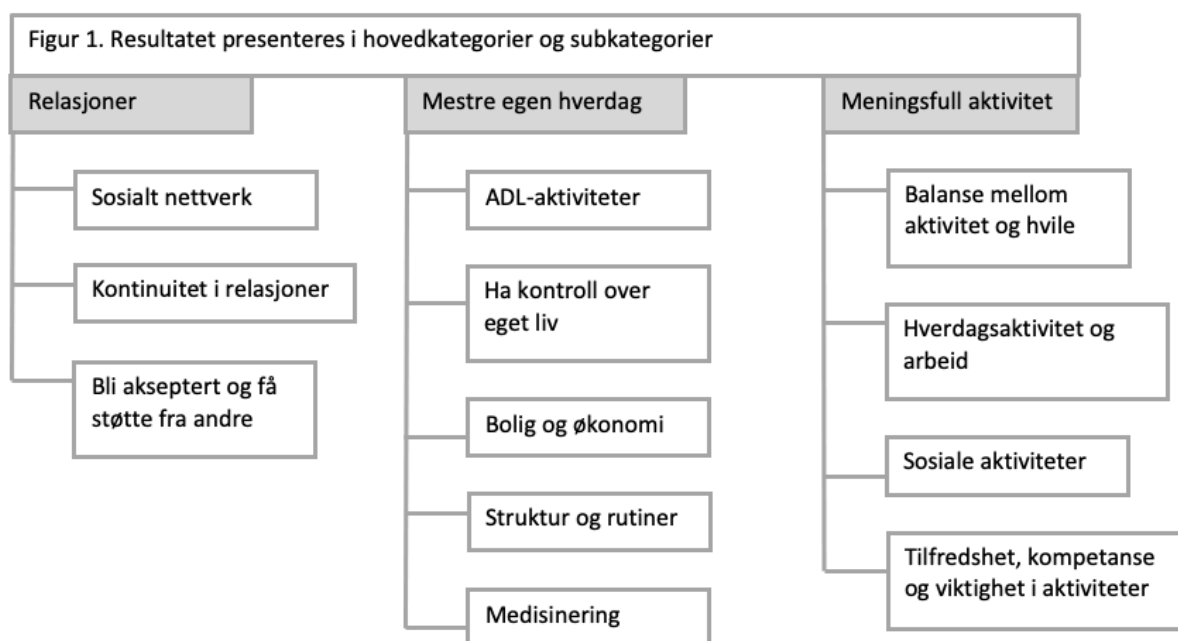 Figur 1. Resultatet presenteres i hovedkategorier og subkategorier
Relasjoner
Sosialt nettverk
Kontinuitet i relasjoner
Bli akseptert og få
støtte fra andre
Mestre egen hverdag
ADL-aktiviteter
Ha kontroll over
eget liv
Bolig og økonomi
Struktur og rutiner
Medisinering
Meningsfull aktivitet
Balanse mellom
aktivitet og hvile
Hverdagsaktivitet og
arbeid
Sosiale aktiviteter
Tilfredshet, kompetanse
og viktighet i aktiviteter